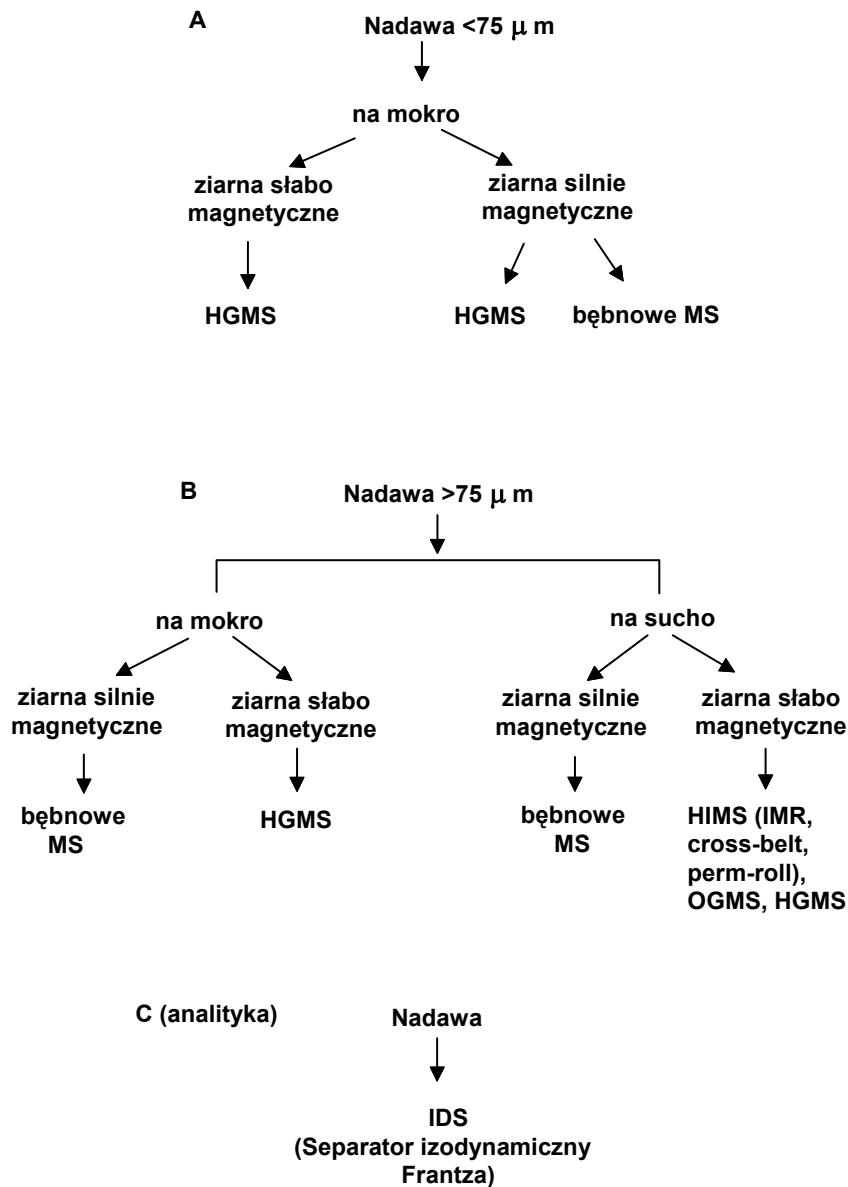 A
Nadawa <75 μ m
na mokro
ziarna słabo
magnetyczne
ziarna silnie
magnetyczne
HGMS
HGMS
bębnowe MS
B
Nadawa >75 μ m
na mokro
na sucho
ziarna silnie
magnetyczne
ziarna słabo
magnetyczne
ziarna silnie
magnetyczne
ziarna słabo
magnetyczne
bębnowe
MS
HGMS
bębnowe
MS
HIMS (IMR,
cross-belt,
perm-roll),
OGMS, HGMS
C (analityka)
Nadawa
IDS
(Separator izodynamiczny
Frantza)